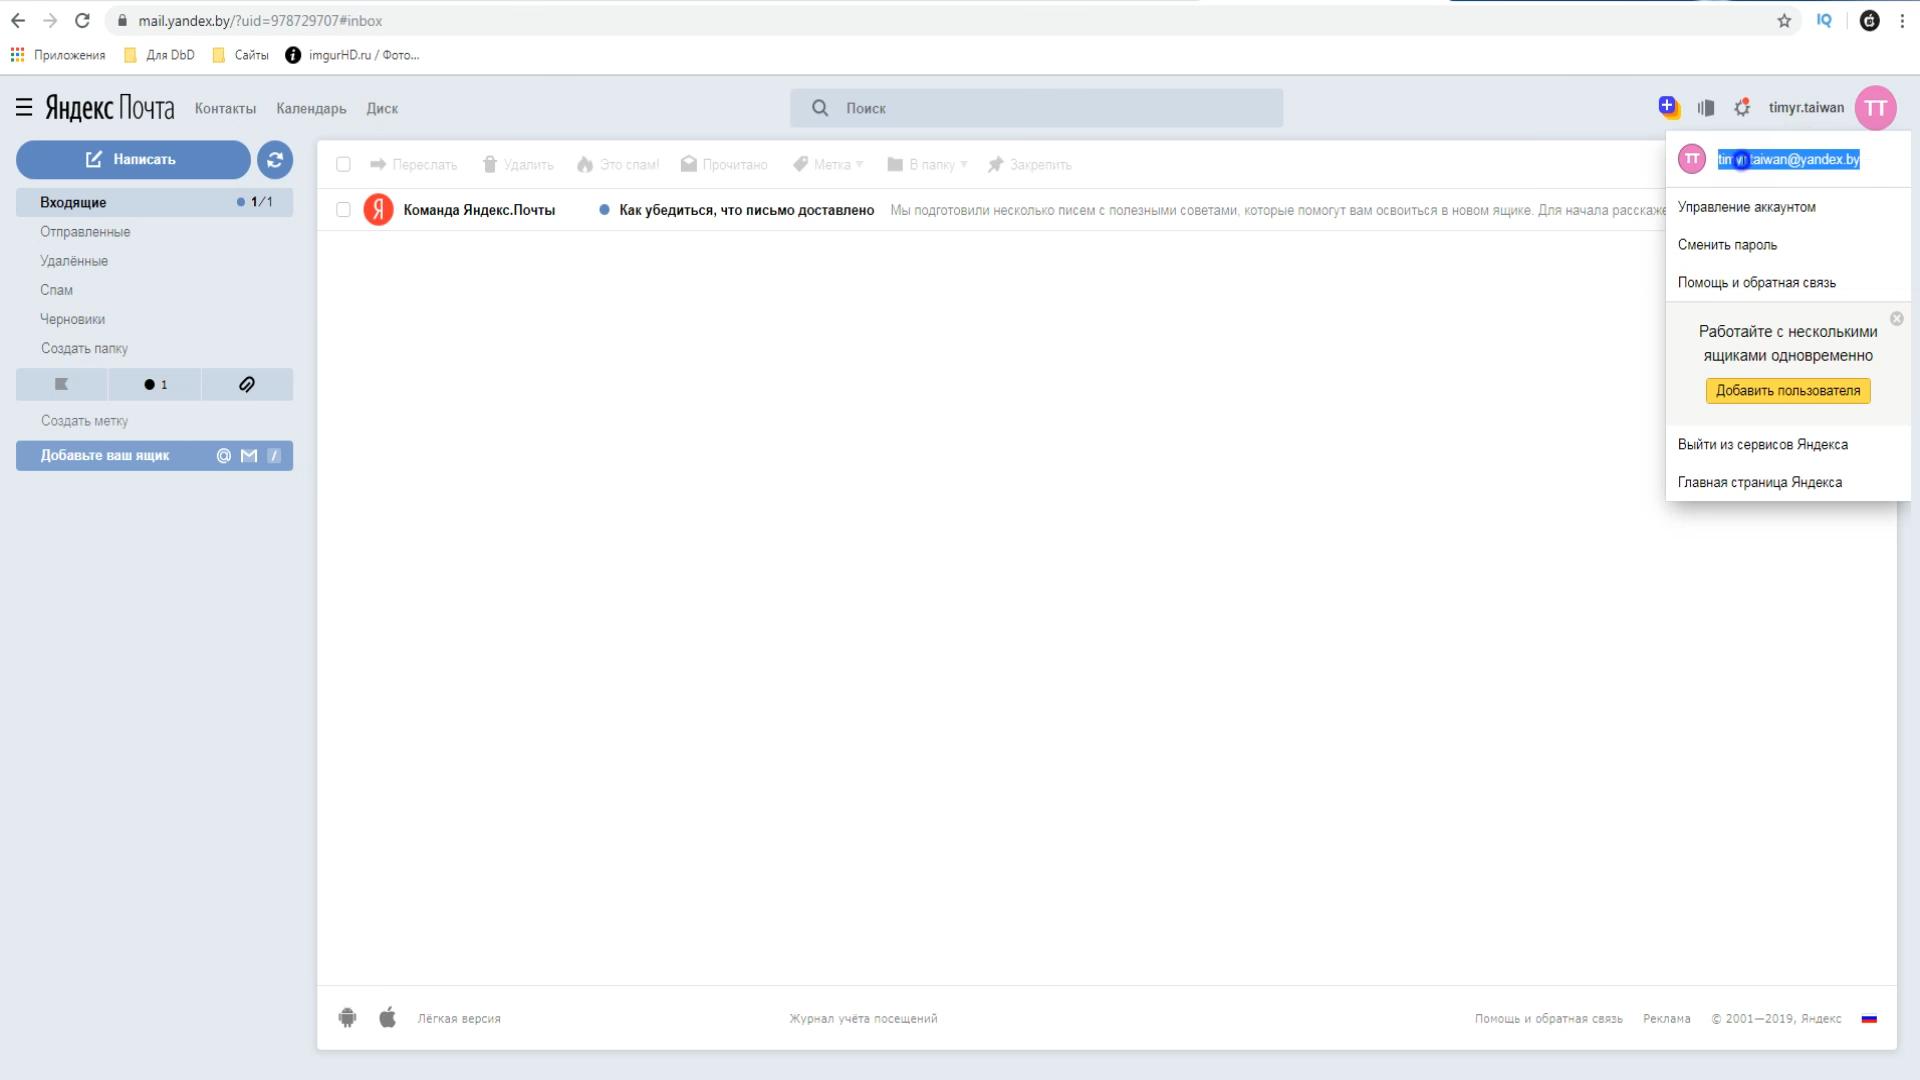 mail.yandex.by/?uid=978729707#inbox
IQ
Приложения
Для DbD
Сайты
imgurHD.ru / Фото...
Яндекс Почта
Контакты
Календарь
Диск
Поиск
timyr.taiwan
TT
Написать
Переслать
Удалить
Это спам!
Прочитано
Метка
В папку
Закрепить
TT
timyr.taiwan@yandex.by
Входящие
1/1
Я
Команда Яндекс.Почты
Как убедиться, что письмо доставлено
Мы подготовили несколько писем с полезными советами, которые помогут вам освоиться в новом ящике. Для начала расскаже
Управление аккаунтом
Отправленные
Сменить пароль
Удалённые
Помощь и обратная связь
Спам
Черновики
Работайте с несколькими
ящиками одновременно
Создать папку
1
Добавить пользователя
Создать метку
Выйти из сервисов Яндекса
Добавьте ваш ящик
Главная страница Яндекса
Лёгкая версия
Журнал учёта посещений
Помощь и обратная связь
Реклама
© 2001—2019, Яндекс